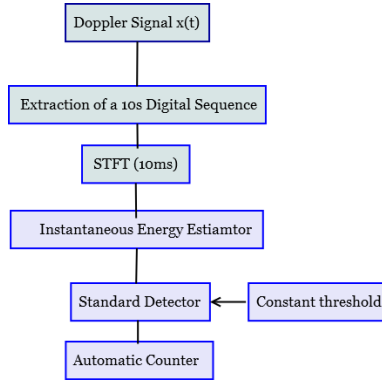 Doppler Signal x(t)
Extraction of a 10s Digital Sequence
STFT (10ms)
Instantaneous Energy Estiamtor
Standard Detector
Constant threshold
Automatic Counter